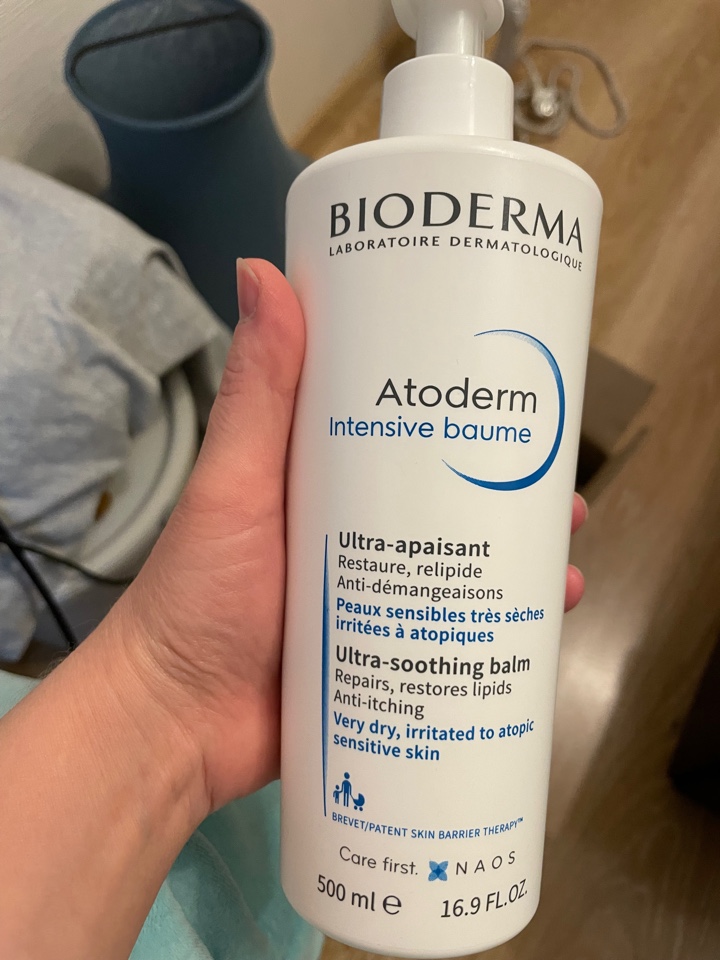 BIODERMA
LABORATOIRE DERMATOLOGIQUE
Atoderm
Intensive baume
Ultra-apaisant
Restaure, relipide
Anti-démangeaisons
Peaux sensibles très sèches
irritées à atopiques
Ultra-soothing balm
Repairs, restores lipids
Anti-itching
Very dry, irritated to atopic
sensitive skin
BREVET/PATENT SKIN BARRIER THERAPY™
Care first. NAOS
500 ml ℮ 16.9 FL.OZ.